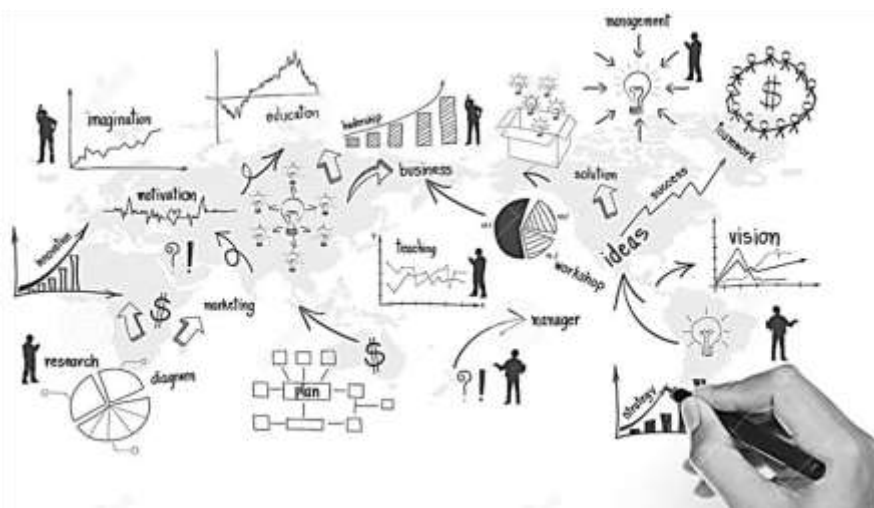 management
imagination
education
leadership
business
solution
success
teamwork
motivation
innovation
?!
teaching
workshop
ideas
vision
$
marketing
manager
research
diagram
$
plan
?!
strategy
$